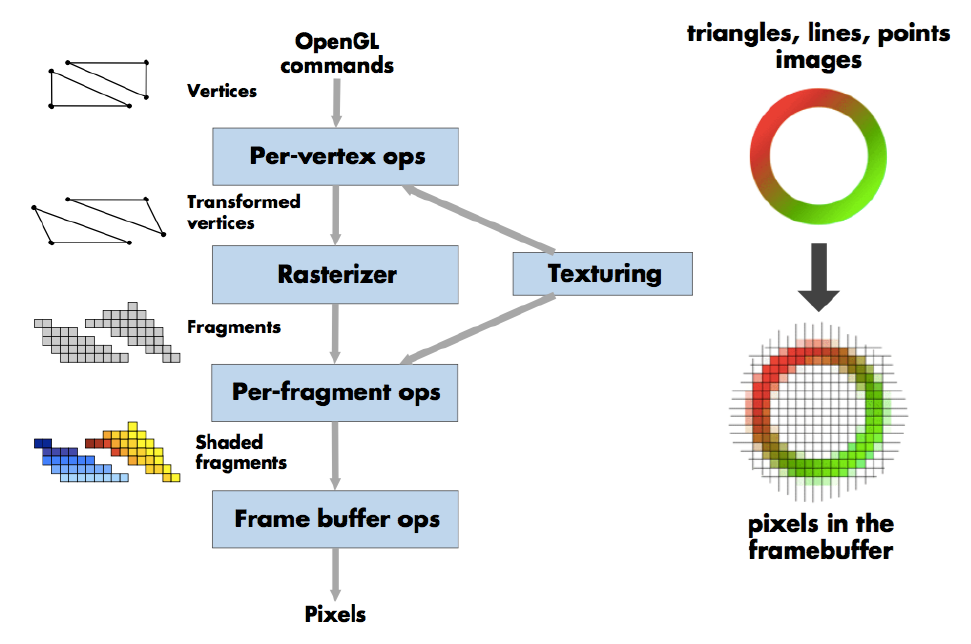 OpenGL
commands
Vertices
Per-vertex ops
Transformed
vertices
Rasterizer
Texturing
Fragments
Per-fragment ops
Shaded
fragments
Frame buffer ops
Pixels
triangles, lines, points
images
pixels in the
framebuffer